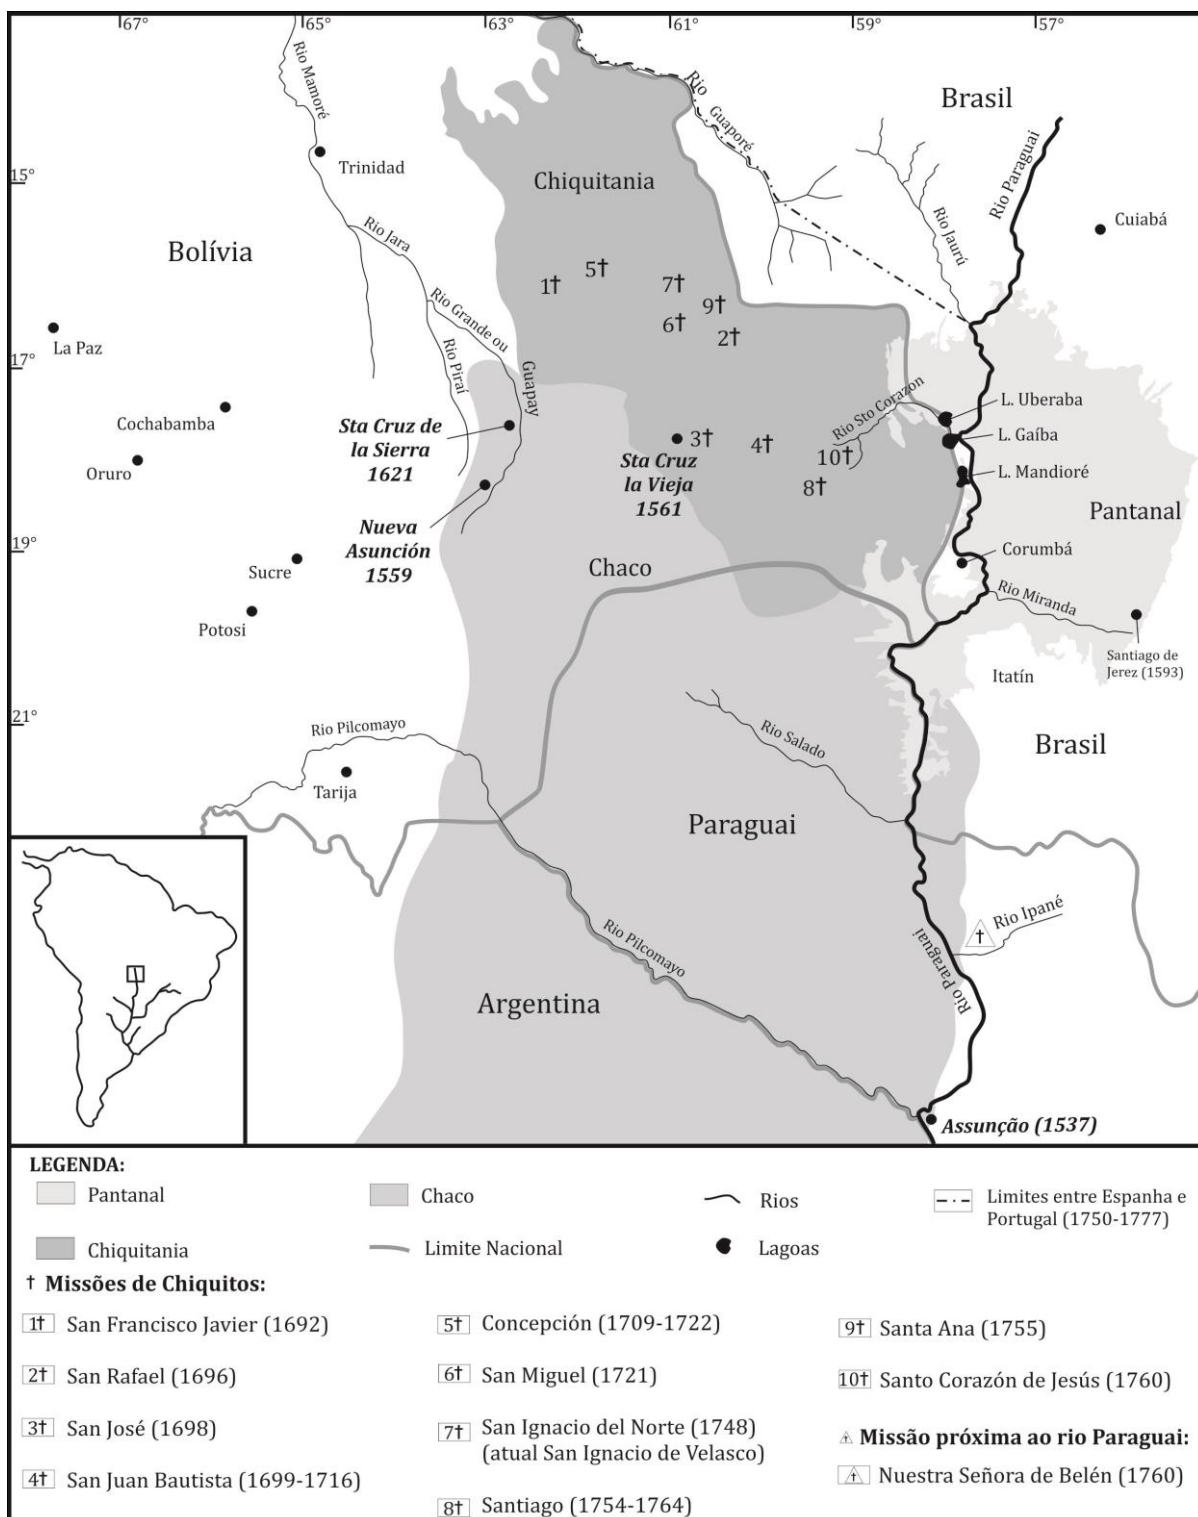 67°
65°
63°
61°
59°
57°
15°
17°
19°
21°
Rio Mamoré
Trinidad
Bolívia
Rio Jara
Rio Grande ou
Guapay
Rio Piraí
La Paz
Cochabamba
Oruro
Sucre
Potosi
Tarija
Sta Cruz de
la Sierra
1621
Nueva
Asunción
1559
Chiquitania
1†
5†
7†
9†
6†
2†
3†
4†
10†
8†
Sta Cruz
la Vieja
1561
Rio Sto Corazon
Chaco
Rio
Guaporé
Brasil
Rio Paraguai
Rio Jaurú
Cuiabá
L. Uberaba
L. Gaíba
L. Mandioré
Pantanal
Corumbá
Rio Miranda
Santiago de
Jerez (1593)
Itatín
Brasil
Rio Pilcomayo
Rio Salado
Paraguai
Rio Ipané
†
Rio Paraguai
Rio Pilcomayo
Argentina
Assunção (1537)
LEGENDA:
Pantanal
Chaco
Rios
Limites entre Espanha e
Portugal (1750-1777)
Chiquitania
Limite Nacional
Lagoas
† Missões de Chiquitos:
1† San Francisco Javier (1692)
2† San Rafael (1696)
3† San José (1698)
4† San Juan Bautista (1699-1716)
5† Concepción (1709-1722)
6† San Miguel (1721)
7† San Ignacio del Norte (1748)
(atual San Ignacio de Velasco)
8† Santiago (1754-1764)
9† Santa Ana (1755)
10† Santo Corazón de Jesús (1760)
† Missão próxima ao rio Paraguai:
† Nuestra Señora de Belén (1760)